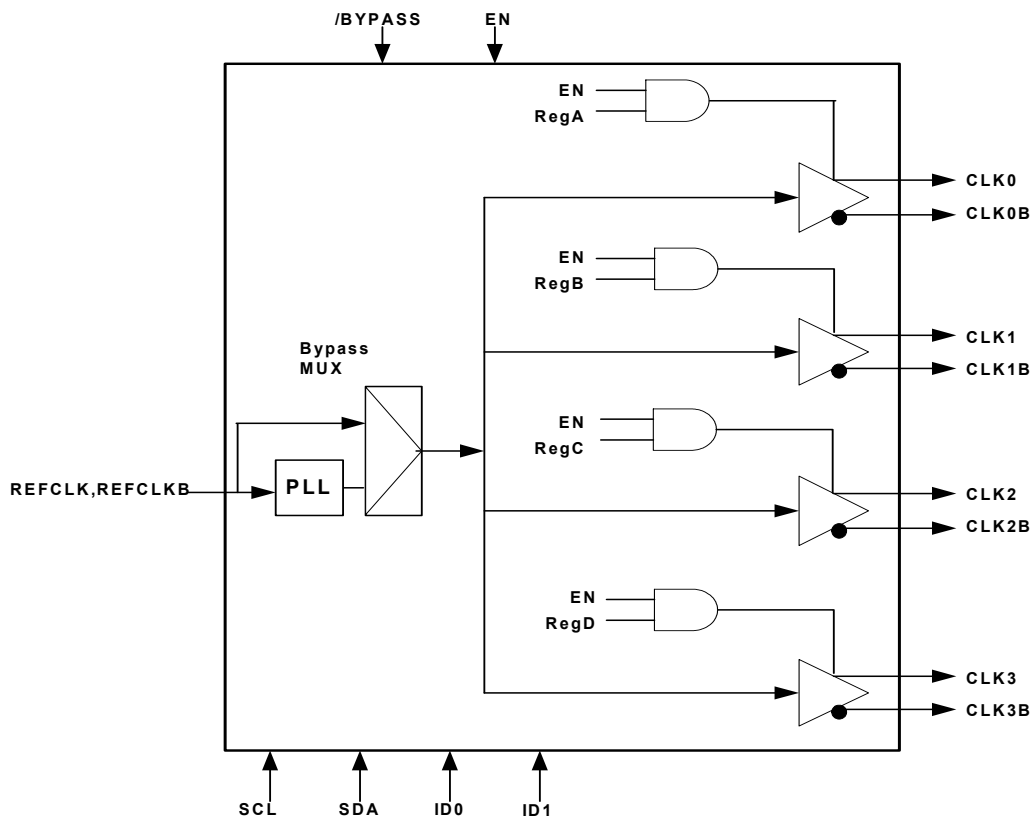 /BYPASS
EN
EN
RegA
CLK0
CLK0B
EN
RegB
CLK1
CLK1B
Bypass
MUX
EN
RegC
REFCLK,REFCLKB
PLL
CLK2
CLK2B
EN
RegD
CLK3
CLK3B
SCL
SDA
ID0
ID1